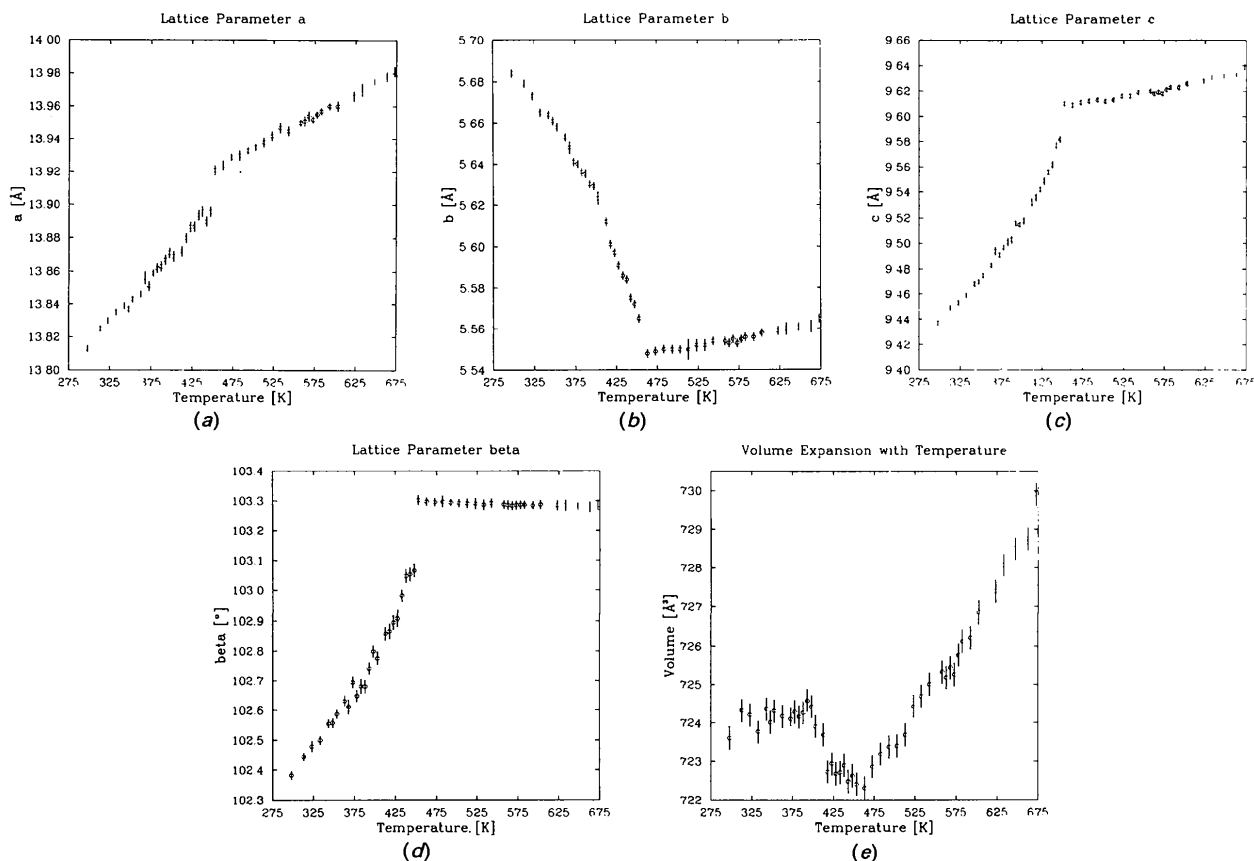 Lattice Parameter a
14 00
13.98
13.96
13.94
13.92
13.90
13.88
13.86
13.84
13.82
13.80
a [Å]
275 325 375 425 475 525 575 625 675
Temperature [K]
(a)
Lattice Parameter b
5 70
5.68
5 66
5.64
5.62
5.60
5.58
5.56
5 54
b [Å]
275 325 375 425 475 525 575 625 675
Temperature [K]
(b)
Lattice Parameter c
9.66
9 64
9.62
9.60
9 58
9 56
9.54
9.52
9 50
9 48
9 46
9 44
9 42
9 40
c [Å]
275 325 375 425 475 525 575 625 675
Temperature [K]
(c)
Lattice Parameter beta
103.4
103.3
103.2
103.1
103.0
102.9
102.8
102.7
102.6
102.5
102.4
102.3
beta [°]
275 325 375 425 475 525 575 625 675
Temperature. [K]
(d)
Volume Expansion with Temperature
730
729
728
727
726
725
724
723
722
Volume [Å³]
275 325 375 425 475 525 575 625 675
Temperature [K]
(e)